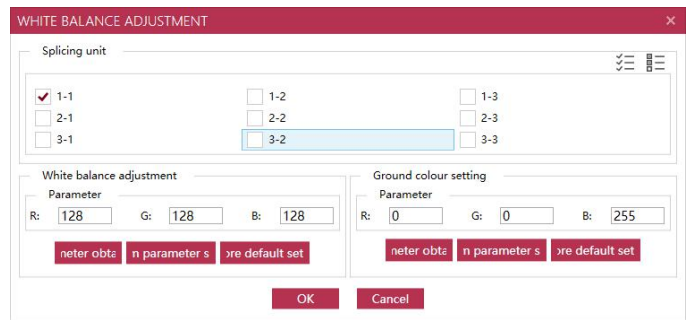 WHITE BALANCE ADJUSTMENT
Splicing unit
1-1 1-2 1-3
2-1 2-2 2-3
3-1 3-2 3-3
White balance adjustment
Parameter
R: 128 G: 128 B: 128
neter obta n parameter s ore default set
Ground colour setting
Parameter
R: 0 G: 0 B: 255
neter obta n parameter s ore default set
OK Cancel